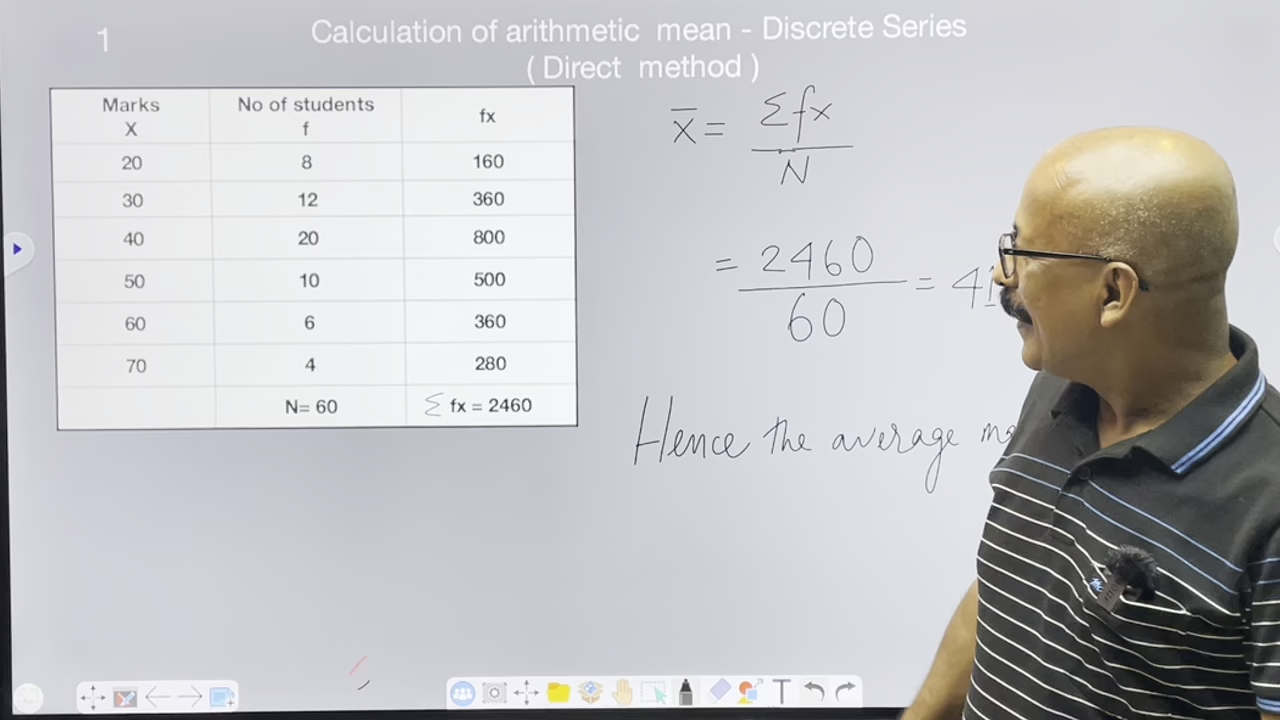 1
Calculation of arithmetic mean - Discrete Series
( Direct method )
Marks X No of students f fx
20 8 160
30 12 360
40 20 800
50 10 500
60 6 360
70 4 280
N= 60 Σ fx = 2460
x̄ = Σfx / N
= 2460 / 60 = 41
Hence the average
T